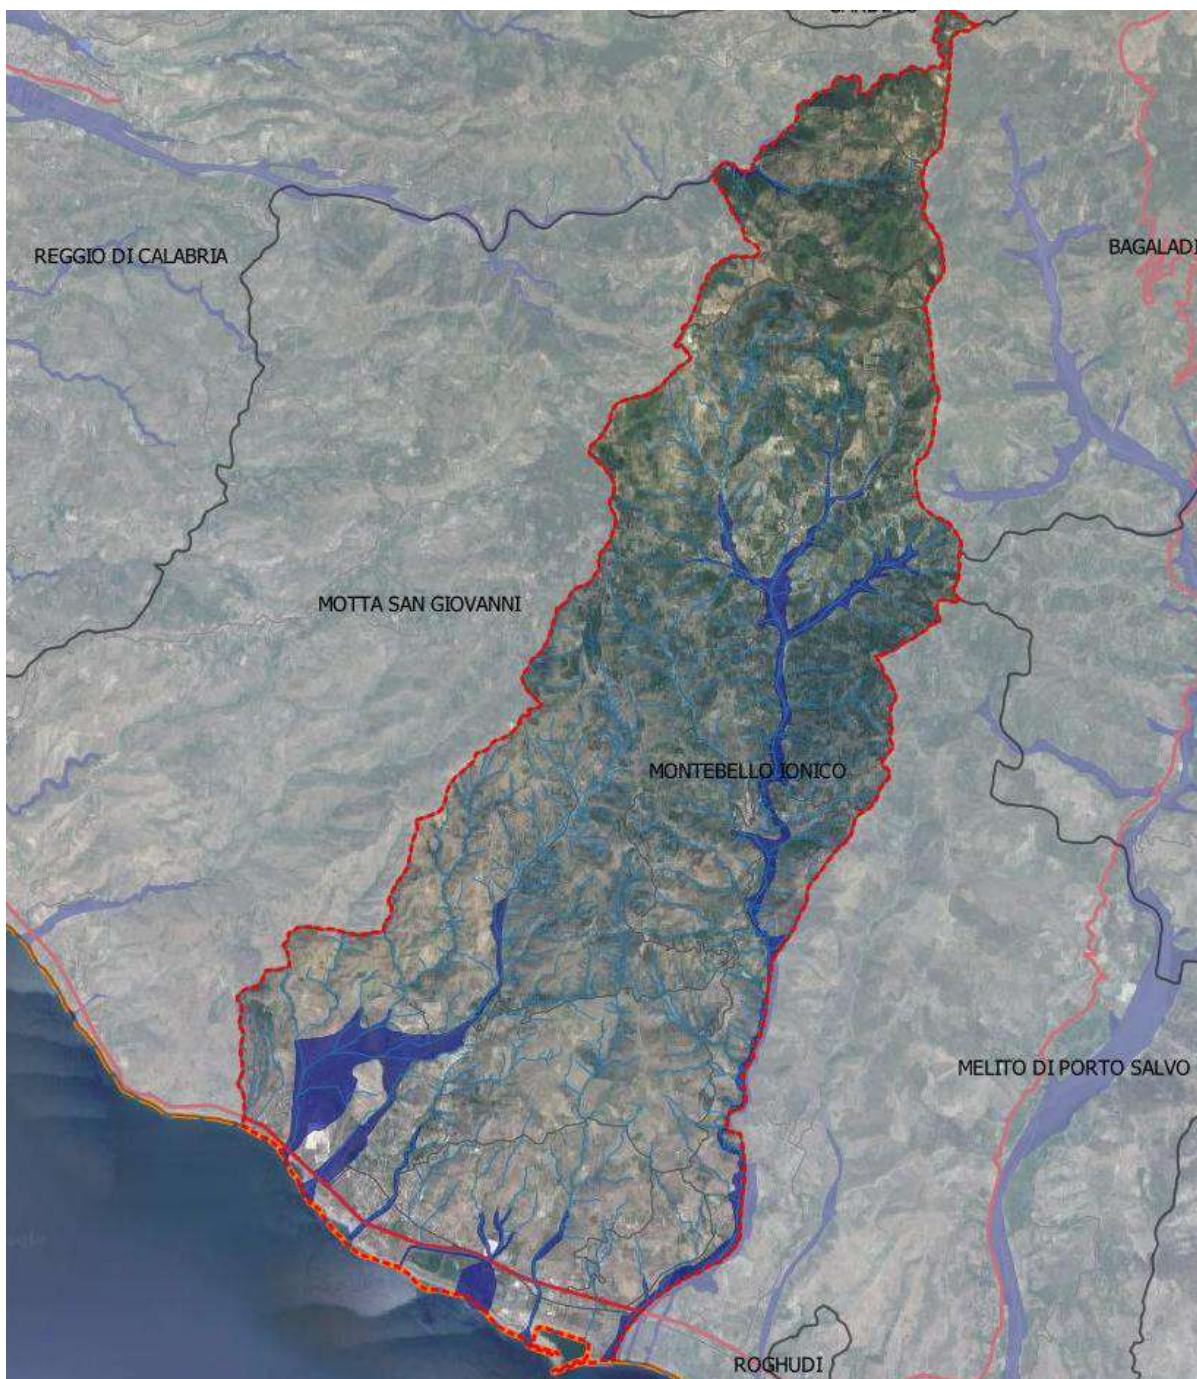 REGGIO DI CALABRIA
BAGALADI
MOTTA SAN GIOVANNI
MONTEBELLO IONICO
MELITO DI PORTO SALVO
ROGHUDI